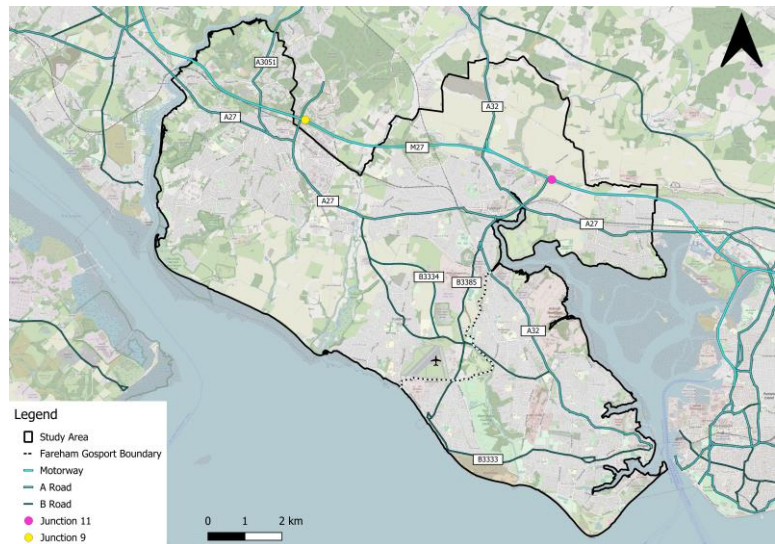 A3051
A27
A32
M27
A27
A27
B3334
B3385
A32
B3333
Legend
Study Area
Fareham Gosport Boundary
Motorway
A Road
B Road
Junction 11
Junction 9
0 1 2 km